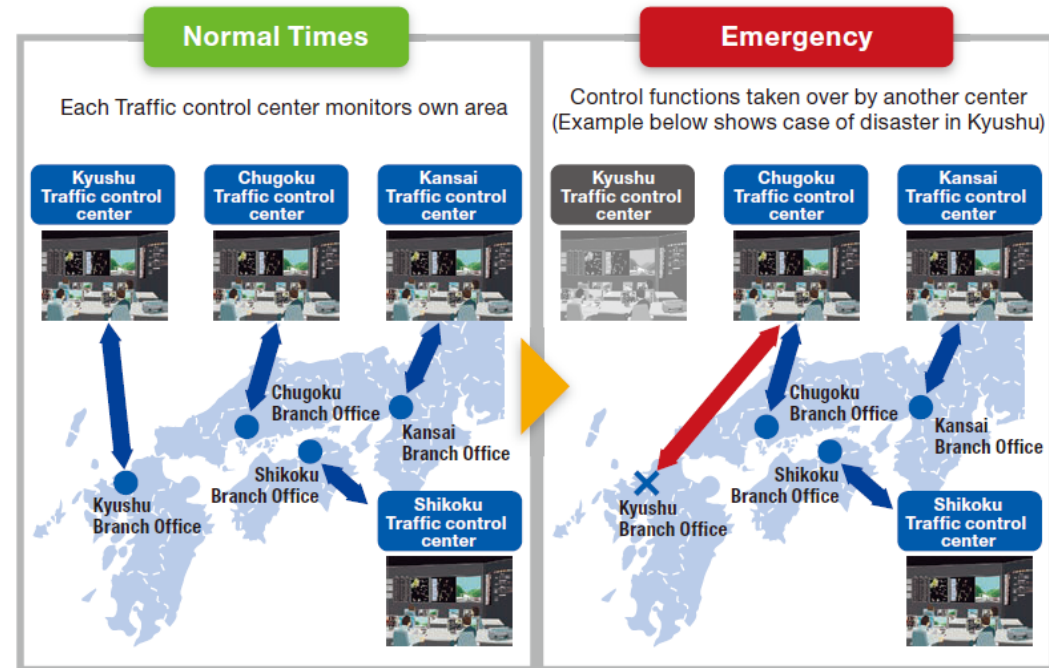 Normal Times
Each Traffic control center monitors own area
Kyushu
Traffic control
center
Chugoku
Traffic control
center
Kansai
Traffic control
center
Chugoku
Branch Office
Kansai
Branch Office
Shikoku
Branch Office
Kyushu
Branch Office
Shikoku
Traffic control
center
Emergency
Control functions taken over by another center
(Example below shows case of disaster in Kyushu)
Kyushu
Traffic control
center
Chugoku
Traffic control
center
Kansai
Traffic control
center
Chugoku
Branch Office
Kansai
Branch Office
Shikoku
Branch Office
Kyushu
Branch Office
Shikoku
Traffic control
center